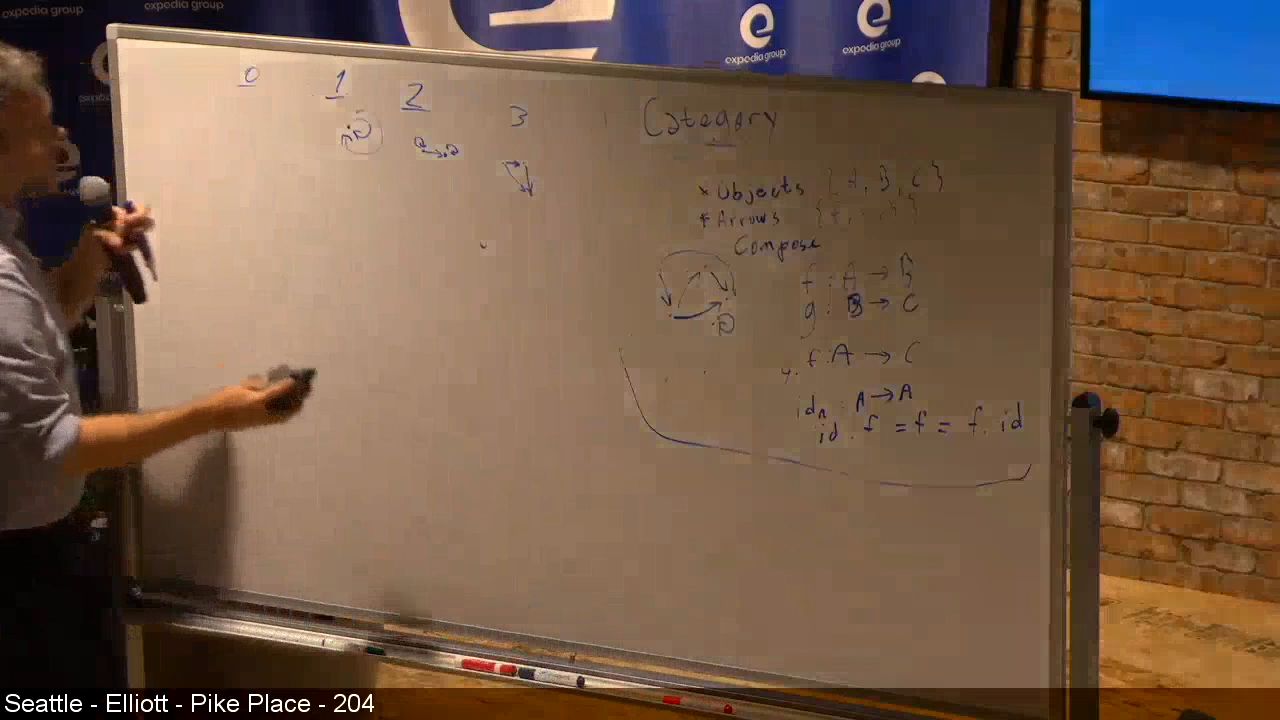 expedia group
expedia group
expedia group
0 1 2 3
Category
* Objects {A, B, C}
* Arrows
Compose
f : A → B
g : B → C
f : A → C
id_A : A → A
id . f = f = f . id
Seattle - Elliott - Pike Place - 204